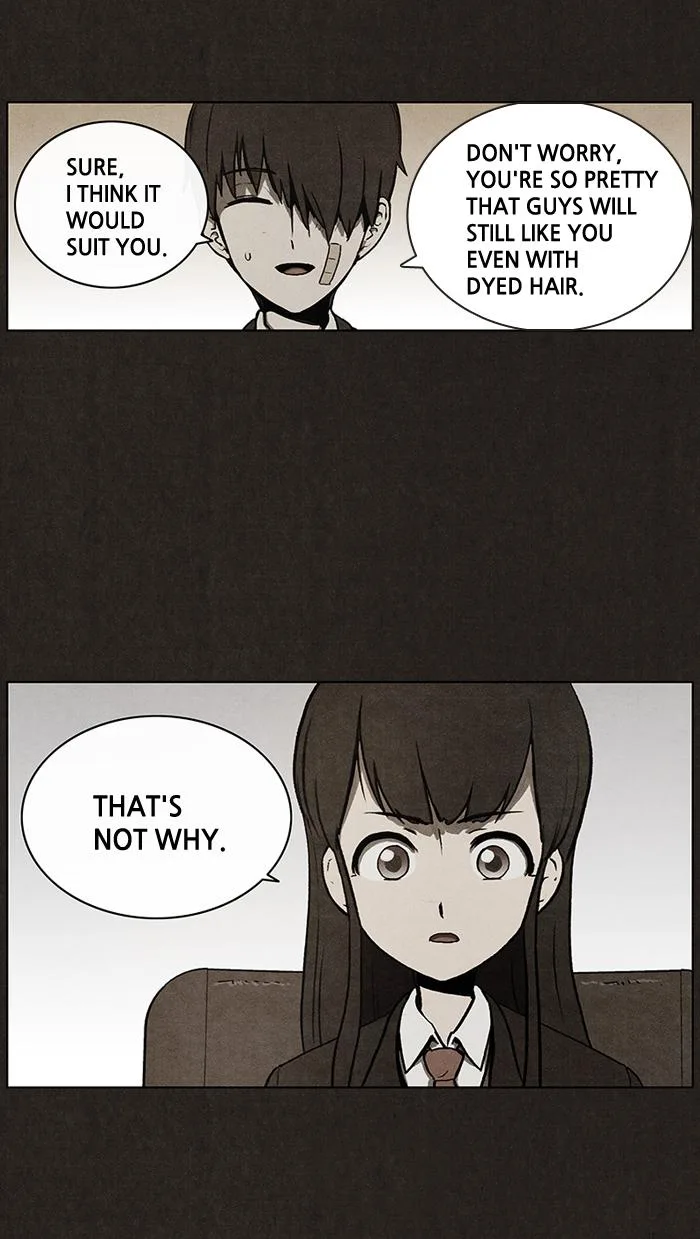 SURE,
I THINK IT
WOULD
SUIT YOU.
DON'T WORRY,
YOU'RE SO PRETTY
THAT GUYS WILL
STILL LIKE YOU
EVEN WITH
DYED HAIR.
THAT'S
NOT WHY.